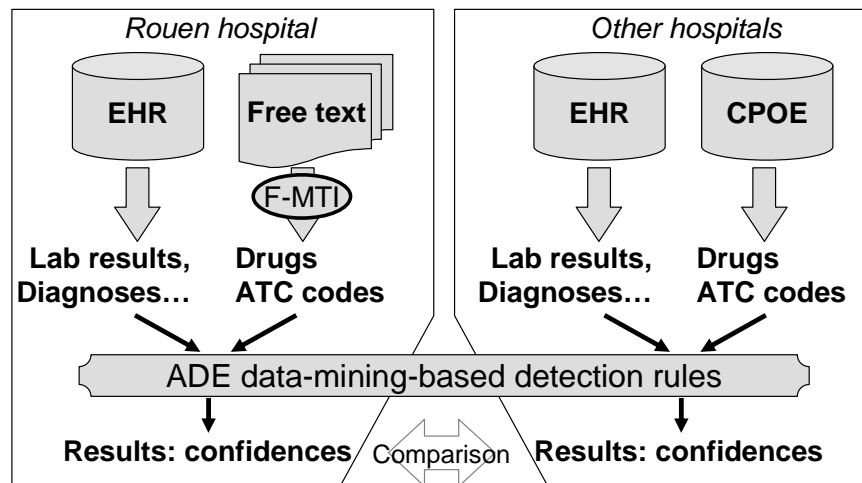 Rouen hospital
EHR
Free text
F-MTI
Lab results,
Diagnoses…
Drugs
ATC codes
Other hospitals
EHR
CPOE
Lab results,
Diagnoses…
Drugs
ATC codes
ADE data-mining-based detection rules
Results: confidences
Comparison
Results: confidences